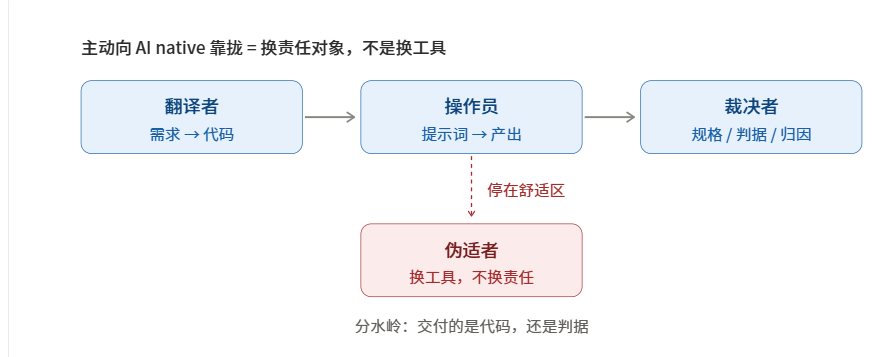 主动向 AI native 靠拢 = 换责任对象，不是换工具
翻译者
需求 → 代码
操作员
提示词 → 产出
裁决者
规格 / 判据 / 归因
停在舒适区
伪适者
换工具，不换责任
分水岭：交付的是代码，还是判据